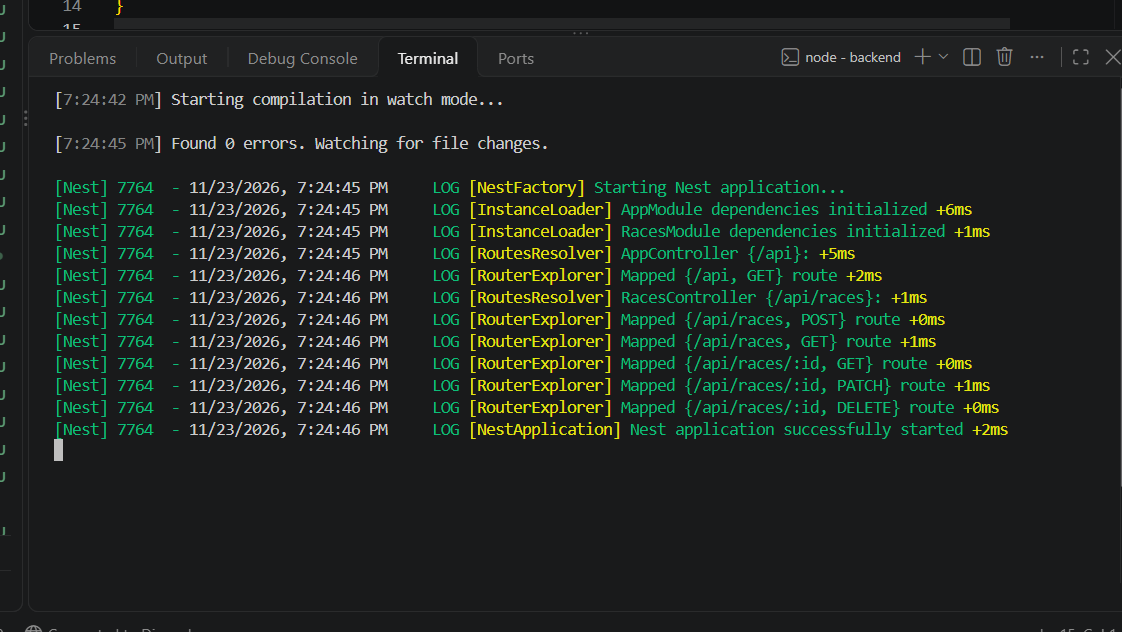 14 }
15
Problems Output Debug Console Terminal Ports node - backend
[7:24:42 PM] Starting compilation in watch mode...
[7:24:45 PM] Found 0 errors. Watching for file changes.
[Nest] 7764 - 11/23/2026, 7:24:45 PM LOG [NestFactory] Starting Nest application...
[Nest] 7764 - 11/23/2026, 7:24:45 PM LOG [InstanceLoader] AppModule dependencies initialized +6ms
[Nest] 7764 - 11/23/2026, 7:24:45 PM LOG [InstanceLoader] RacesModule dependencies initialized +1ms
[Nest] 7764 - 11/23/2026, 7:24:45 PM LOG [RoutesResolver] AppController {/api}: +5ms
[Nest] 7764 - 11/23/2026, 7:24:46 PM LOG [RouterExplorer] Mapped {/api, GET} route +2ms
[Nest] 7764 - 11/23/2026, 7:24:46 PM LOG [RoutesResolver] RacesController {/api/races}: +1ms
[Nest] 7764 - 11/23/2026, 7:24:46 PM LOG [RouterExplorer] Mapped {/api/races, POST} route +0ms
[Nest] 7764 - 11/23/2026, 7:24:46 PM LOG [RouterExplorer] Mapped {/api/races, GET} route +1ms
[Nest] 7764 - 11/23/2026, 7:24:46 PM LOG [RouterExplorer] Mapped {/api/races/:id, GET} route +0ms
[Nest] 7764 - 11/23/2026, 7:24:46 PM LOG [RouterExplorer] Mapped {/api/races/:id, PATCH} route +1ms
[Nest] 7764 - 11/23/2026, 7:24:46 PM LOG [RouterExplorer] Mapped {/api/races/:id, DELETE} route +0ms
[Nest] 7764 - 11/23/2026, 7:24:46 PM LOG [NestApplication] Nest application successfully started +2ms